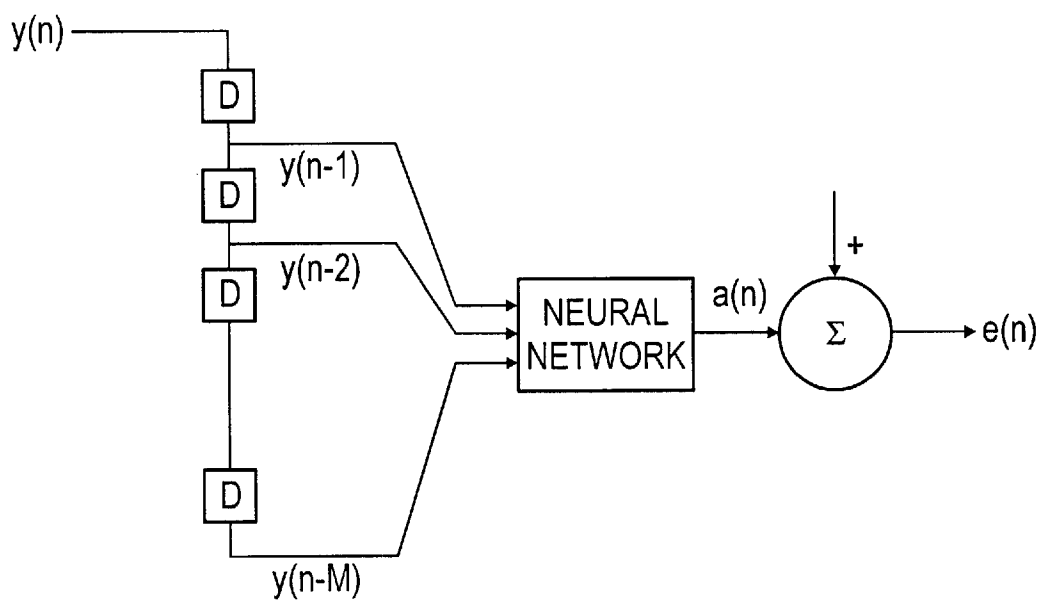 y(n)
D
y(n-1)
D
y(n-2)
D
D
y(n-M)
NEURAL
NETWORK
a(n)
+
Σ
e(n)